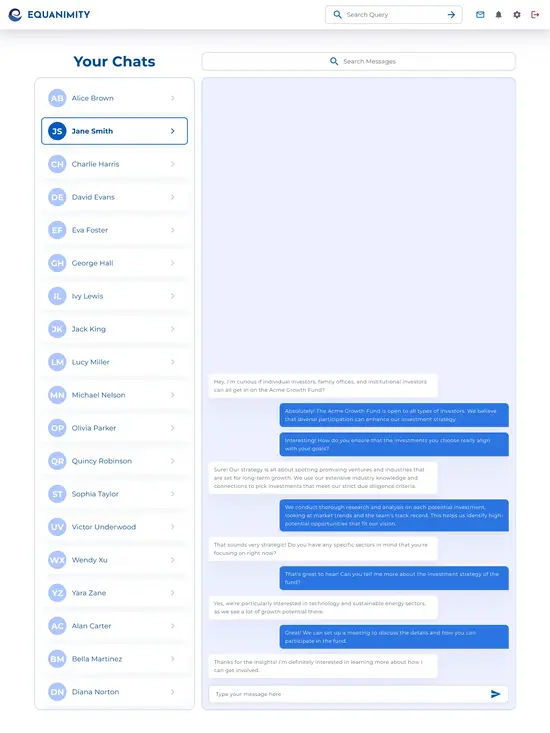 EQUANIMITY
Search Query
Your Chats
Search Messages
AB Alice Brown
JS Jane Smith
CH Charlie Harris
DE David Evans
EF Eva Foster
GH George Hall
IL Ivy Lewis
JK Jack King
LM Lucy Miller
MN Michael Nelson
OP Olivia Parker
QR Quincy Robinson
ST Sophia Taylor
UV Victor Underwood
WX Wendy Xu
YZ Yara Zane
AC Alan Carter
BM Bella Martinez
DN Diana Norton
Hey, I'm curious if individual investors, family offices, and institutional investors
can all get in on the Acme Growth Fund?
Absolutely! The Acme Growth Fund is open to all types of investors. We believe
that diverse participation can enhance our investment strategy.
Interesting! How do you ensure that the investments you choose really align
with your goals?
Sure! Our strategy is all about spotting promising ventures and industries that
are set for long-term growth. We use our extensive industry knowledge and
connections to pick investments that meet our strict due diligence criteria.
We conduct thorough research and analysis on each potential investment,
looking at market trends and the team's track record. This helps us identify high-
potential opportunities that fit our vision.
That sounds very strategic! Do you have any specific sectors in mind that you're
focusing on right now?
That's great to hear! Can you tell me more about the investment strategy of the
fund?
Yes, we're particularly interested in technology and sustainable energy sectors,
as we see a lot of growth potential there.
Great! We can set up a meeting to discuss the details and how you can
participate in the fund.
Thanks for the insights! I'm definitely interested in learning more about how I
can get involved.
Type your message here